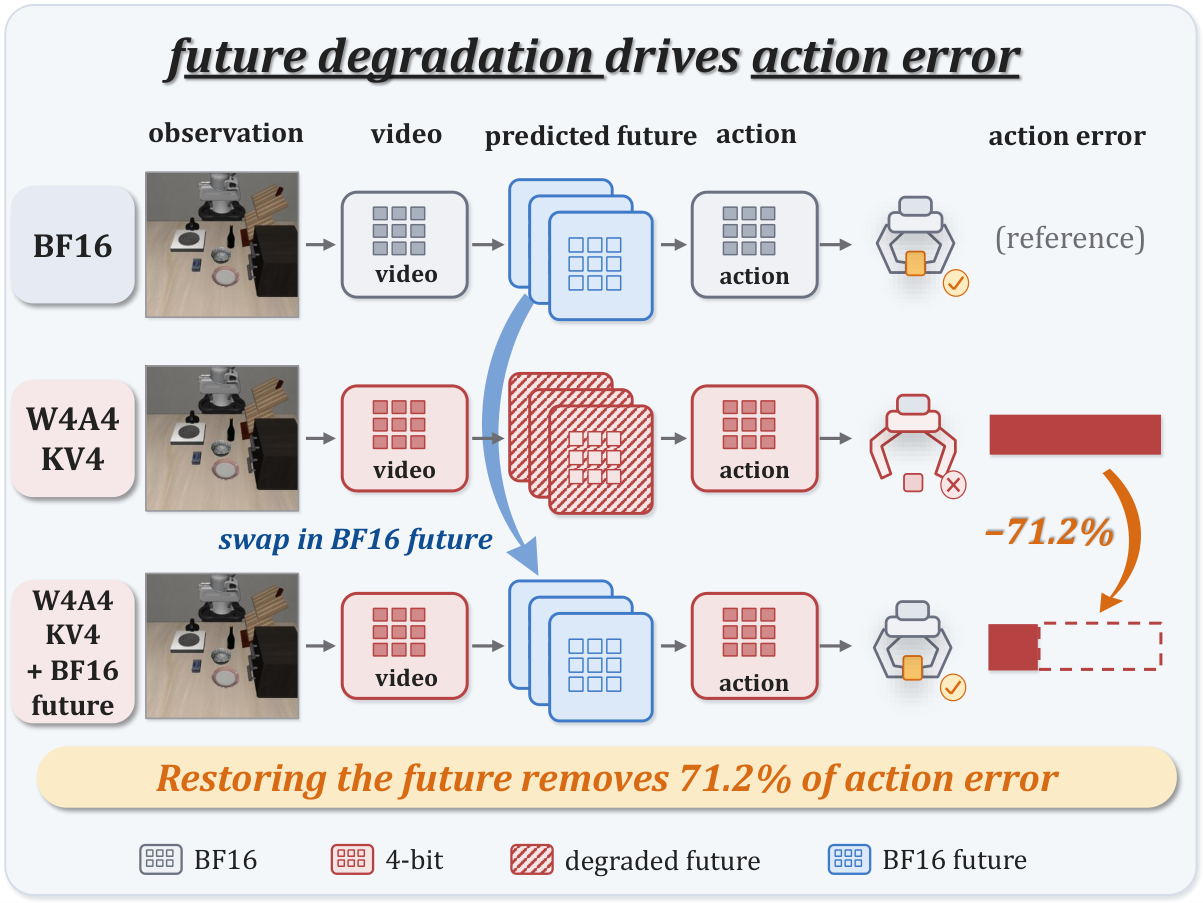 future degradation drives action error
observation video predicted future action action error
BF16
video
action
(reference)
W4A4
KV4
video
action
swap in BF16 future
−71.2%
W4A4
KV4
+ BF16
future
video
action
Restoring the future removes 71.2% of action error
BF16 4-bit degraded future BF16 future